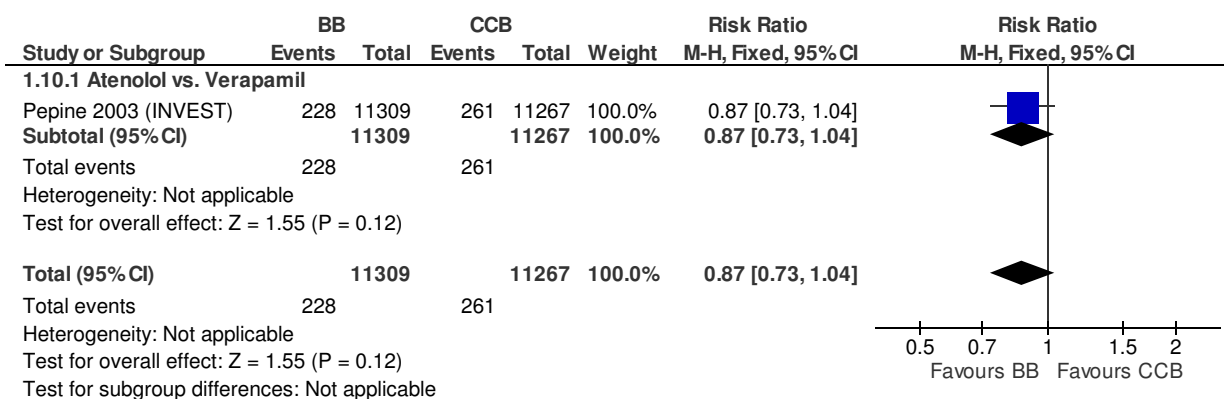 BB CCB Risk Ratio Risk Ratio
Study or Subgroup Events Total Events Total Weight M-H, Fixed, 95% CI M-H, Fixed, 95% CI
1.10.1 Atenolol vs. Verapamil
Pepine 2003 (INVEST) 228 11309 261 11267 100.0% 0.87 [0.73, 1.04]
Subtotal (95% CI) 11309 11267 100.0% 0.87 [0.73, 1.04]
Total events 228 261
Heterogeneity: Not applicable
Test for overall effect: Z = 1.55 (P = 0.12)
Total (95% CI) 11309 11267 100.0% 0.87 [0.73, 1.04]
Total events 228 261
Heterogeneity: Not applicable
Test for overall effect: Z = 1.55 (P = 0.12)
Test for subgroup differences: Not applicable
0.5 0.7 1 1.5 2
Favours BB Favours CCB